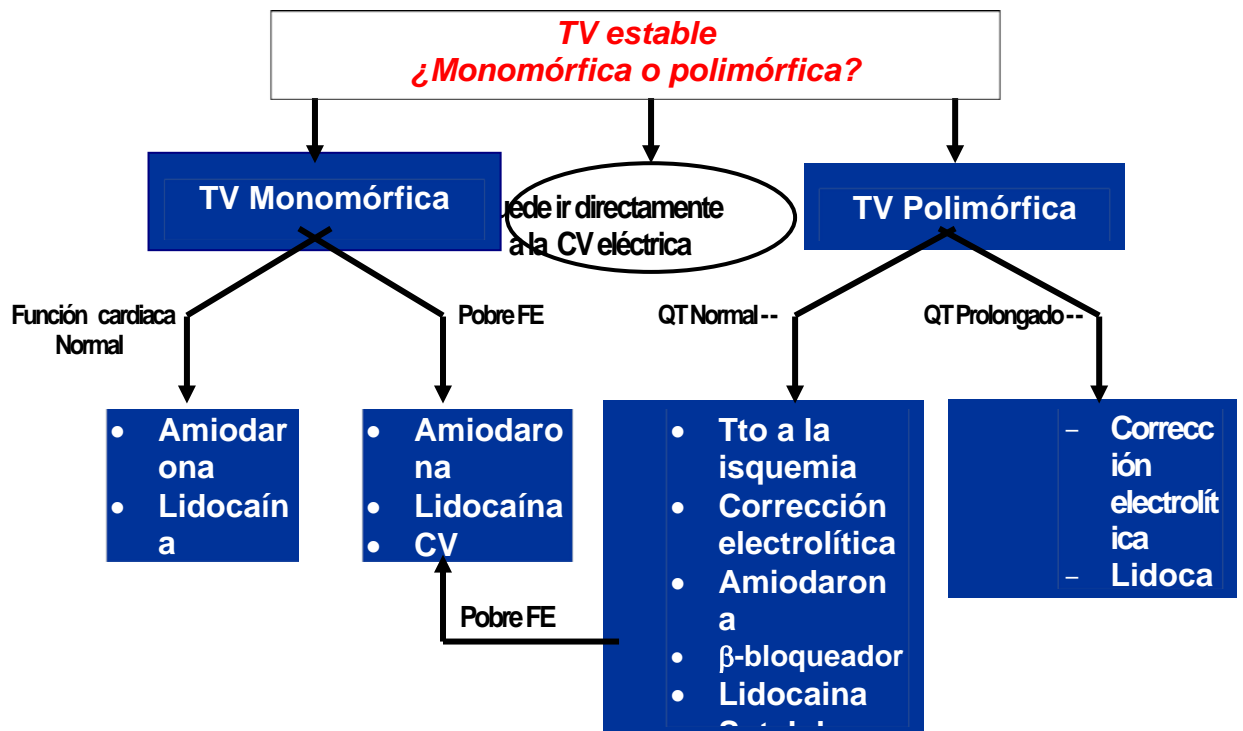 TV estable
¿Monomórfica o polimórfica?
TV Monomórfica
uede ir directamente
a la CV eléctrica
TV Polimórfica
Función cardiaca
Normal
Pobre FE
QT Normal --
QT Prolongado --
• Amiodar
ona
• Lidocaín
a
• Amiodaro
na
• Lidocaína
• CV
• Tto a la
isquemia
• Corrección
electrolítica
• Amiodaron
a
• β-bloqueador
• Lidocaina
– Correcc
ión
electrolít
ica
– Lidoca
Pobre FE